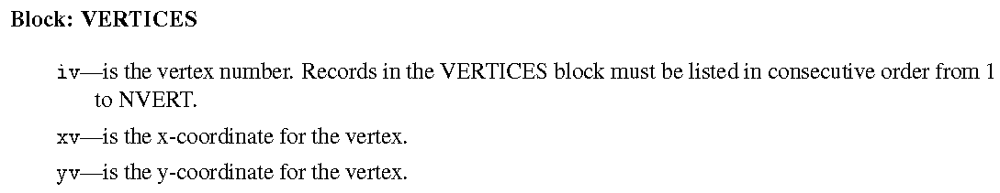 Block: VERTICES
iv—is the vertex number. Records in the VERTICES block must be listed in consecutive order from 1
to NVERT.
xv—is the x-coordinate for the vertex.
yv—is the y-coordinate for the vertex.